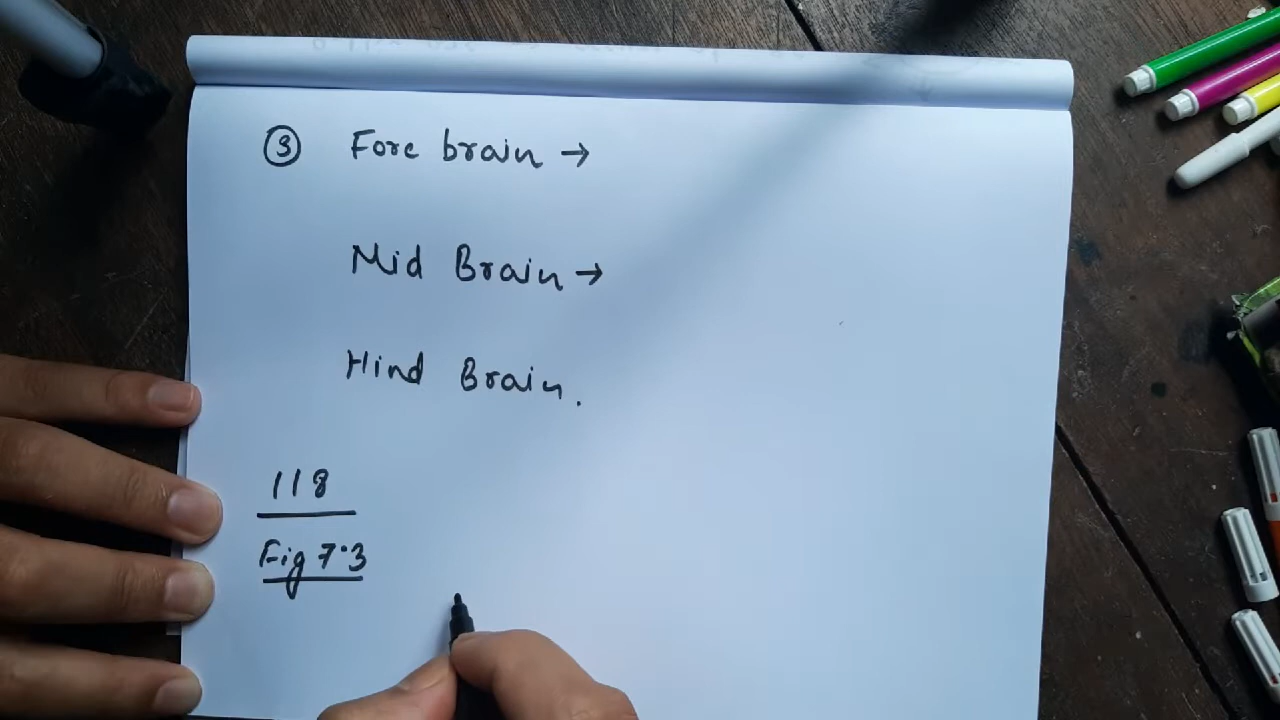 ③ Fore brain →
Mid Brain →
Hind Brain.
118
Fig 7.3